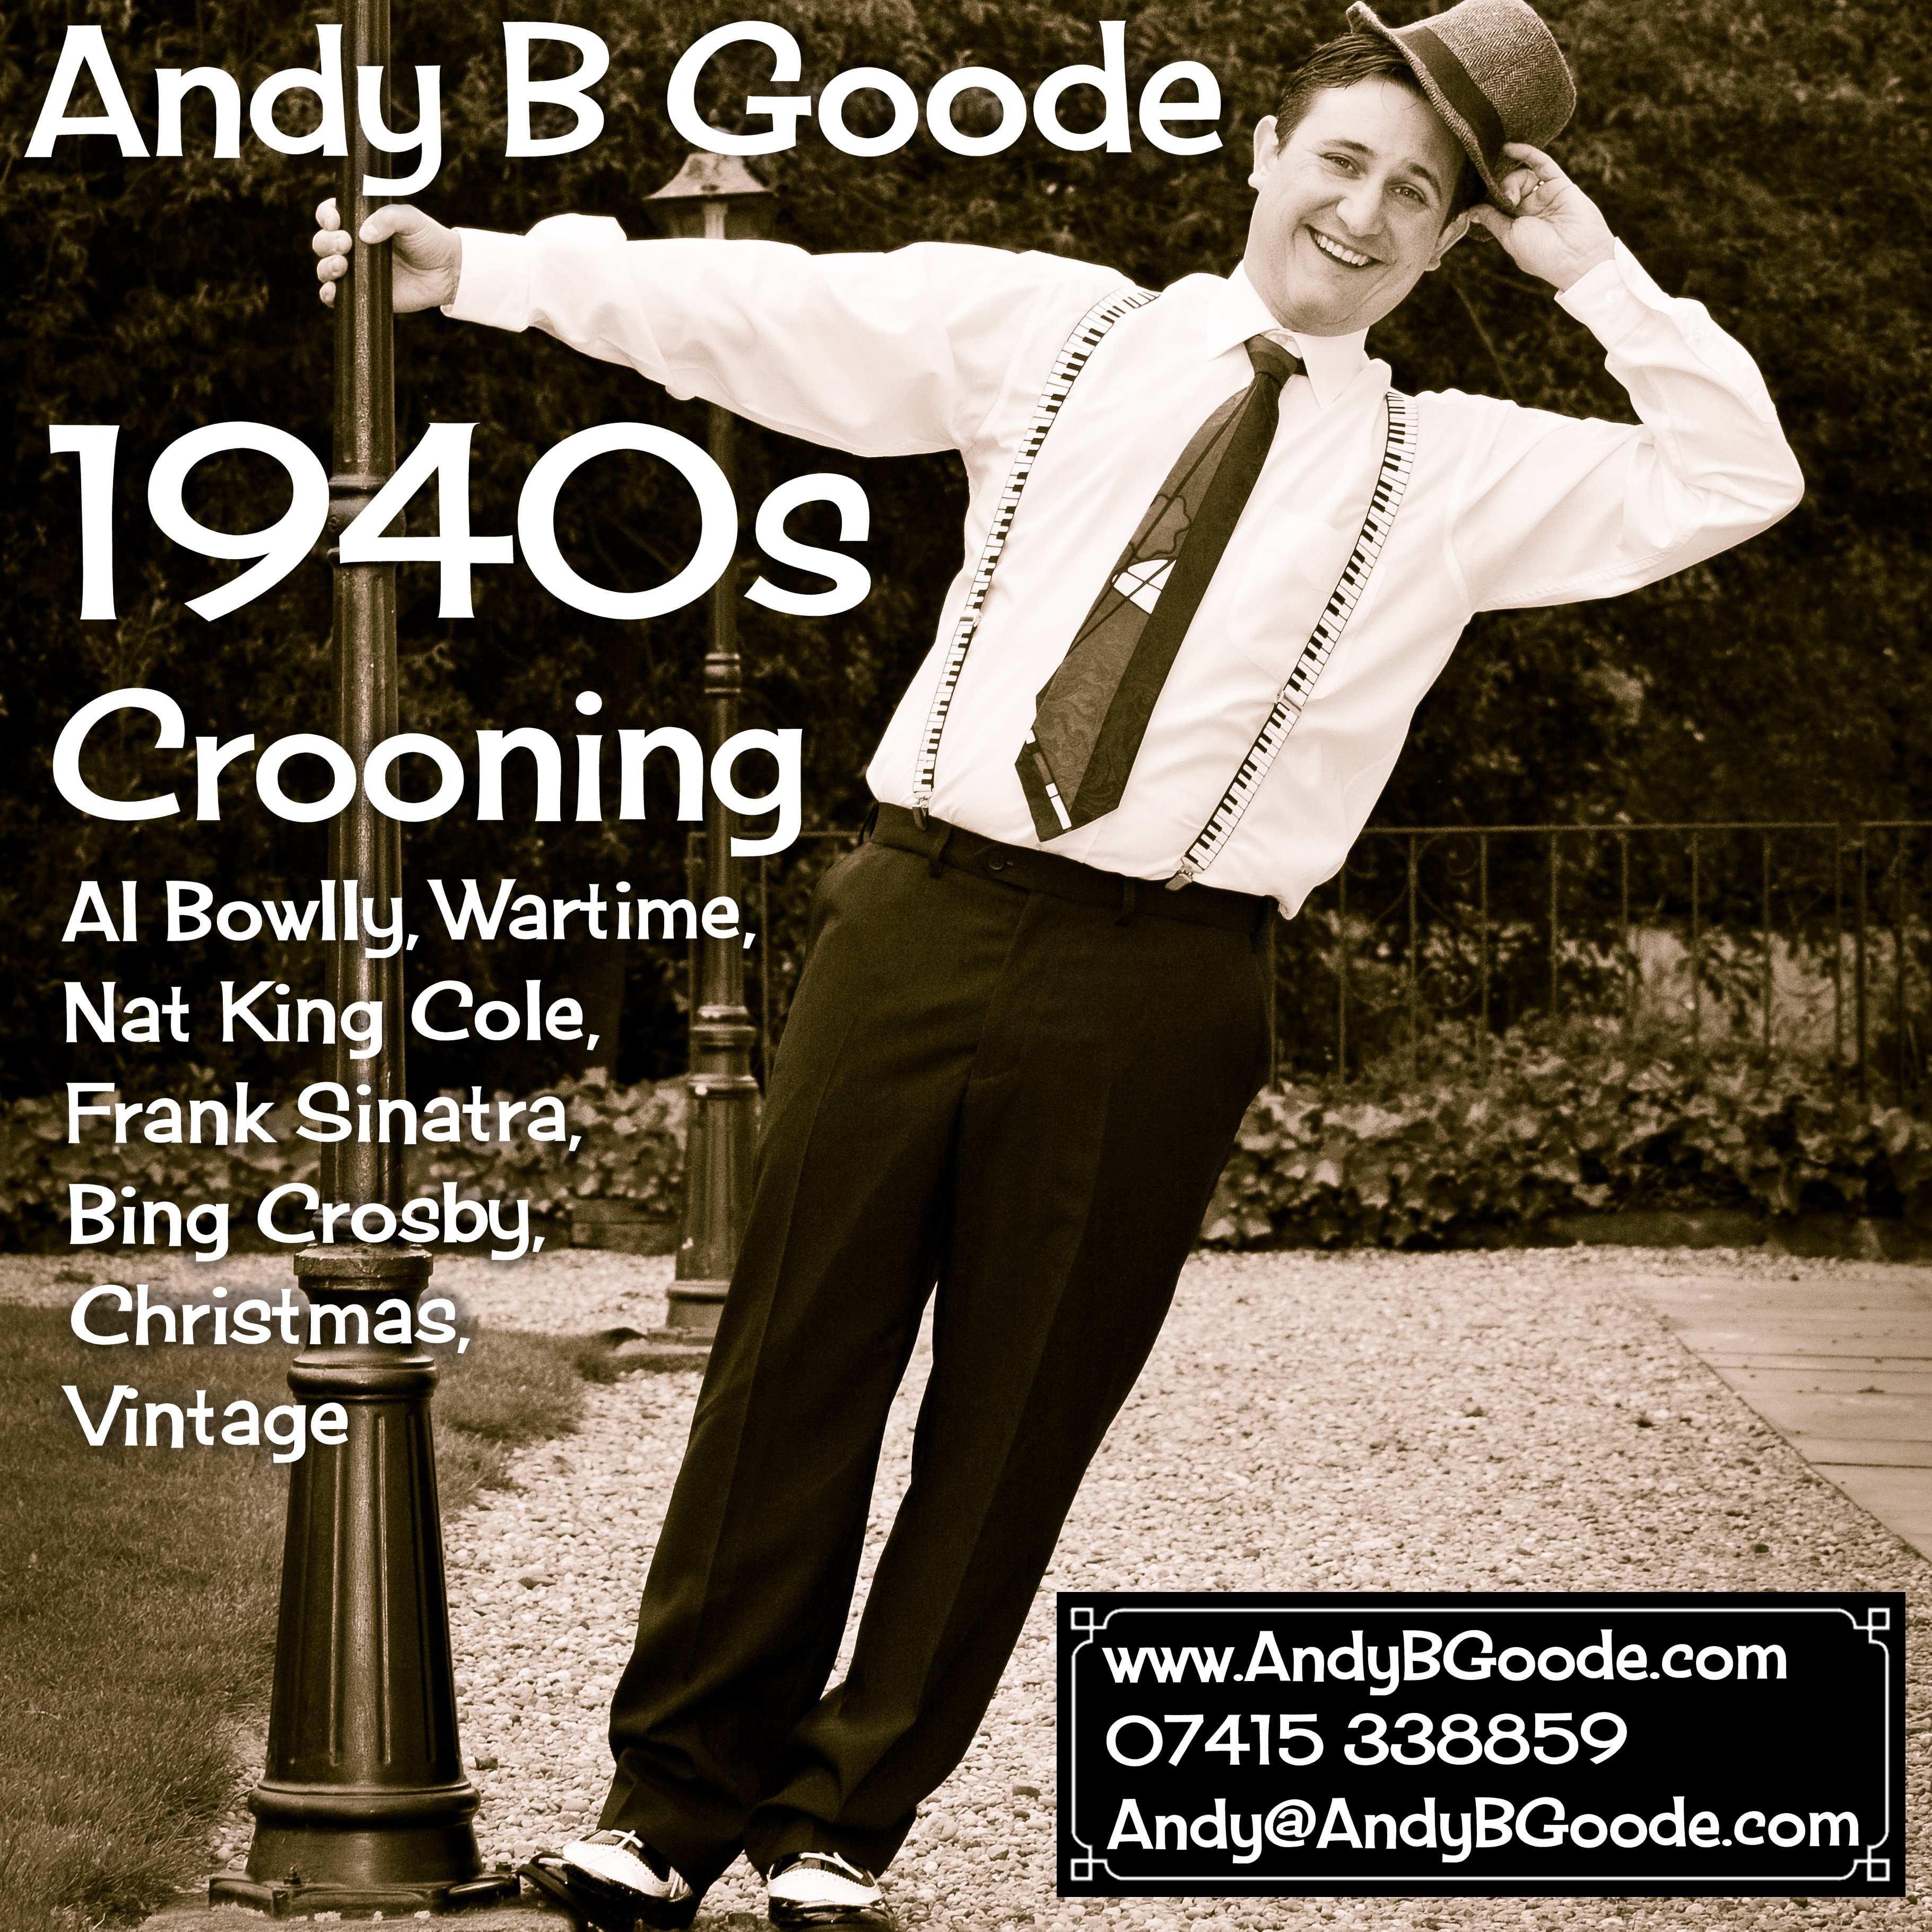 Andy B Goode
1940s
Crooning
Al Bowlly, Wartime,
Nat King Cole,
Frank Sinatra,
Bing Crosby,
Christmas,
Vintage
www.AndyBGoode.com
07415 338859
Andy@AndyBGoode.com